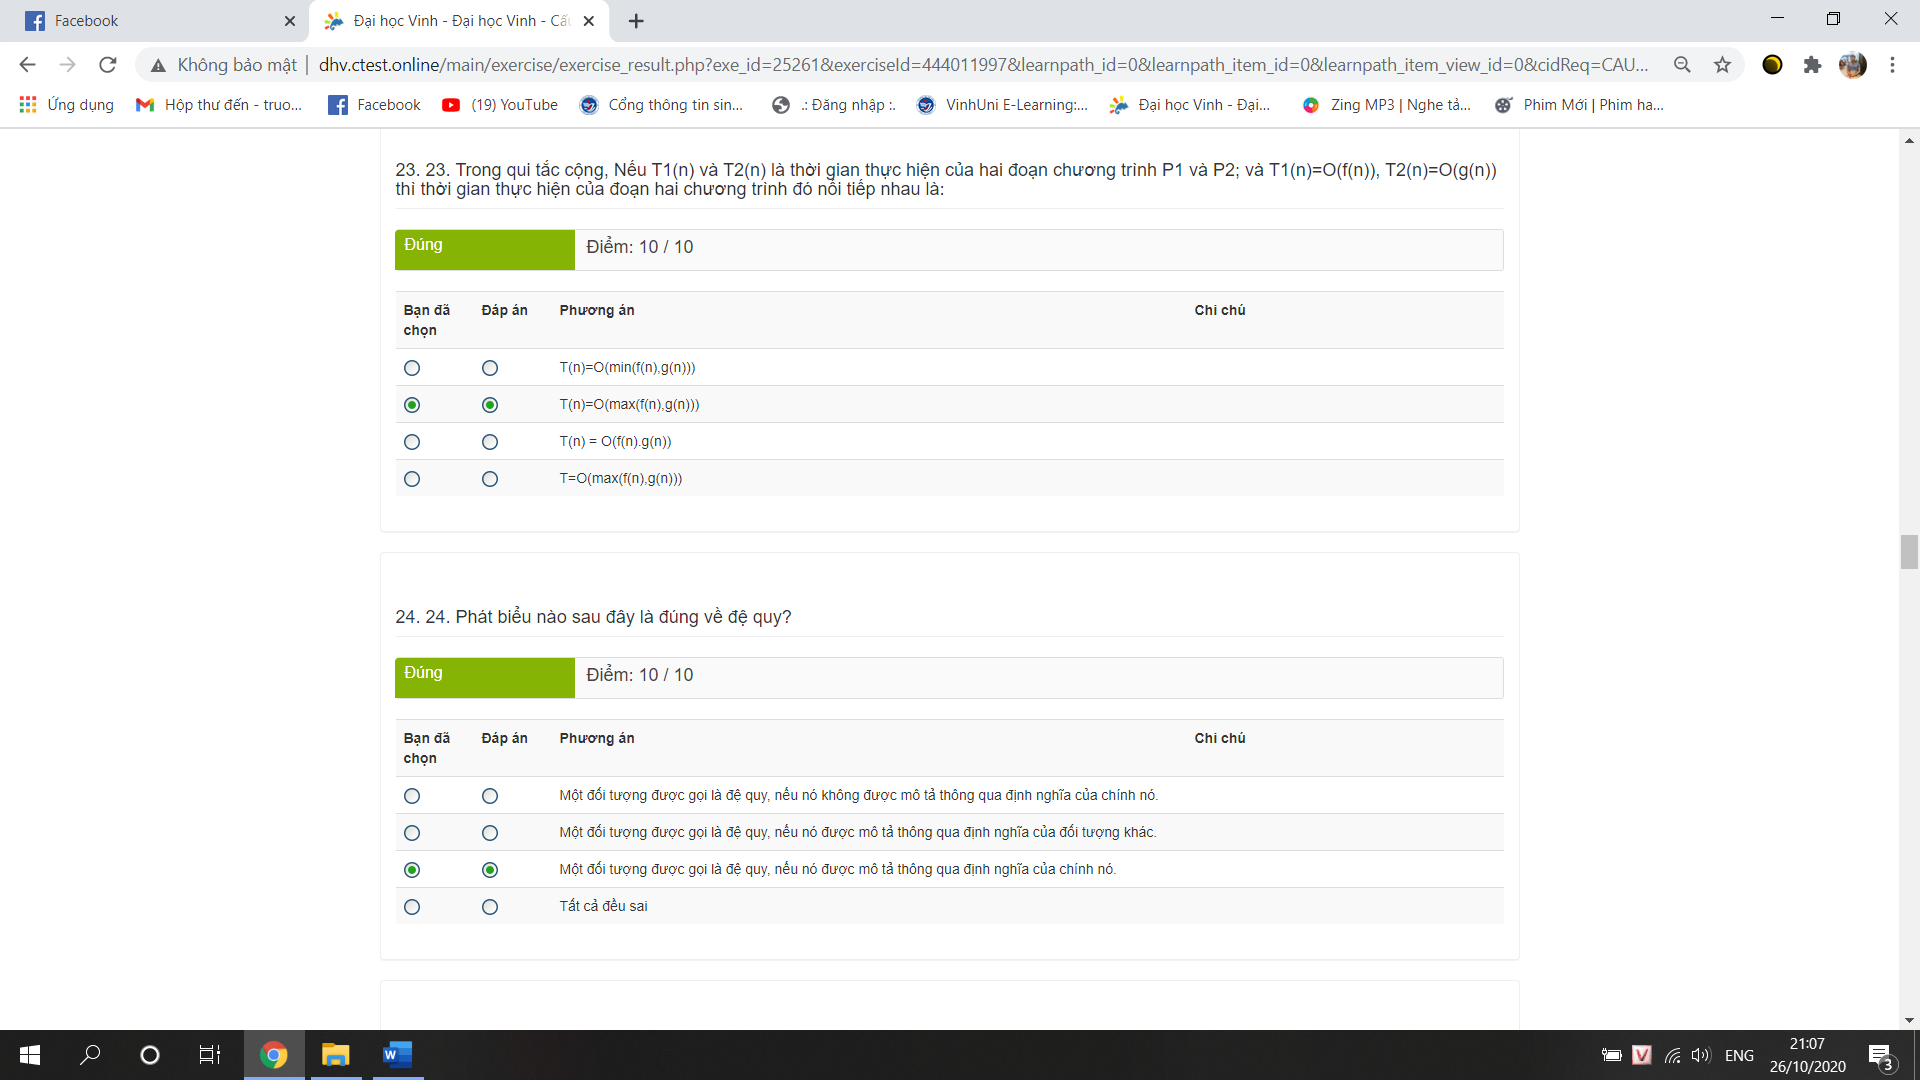 Facebook
Đại học Vinh - Đại học Vinh - Cấu
Không bảo mật
dhv.ctest.online/main/exercise/exercise_result.php?exe_id=25261&exerciseId=444011997&learnpath_id=0&learnpath_item_id=0&learnpath_item_view_id=0&cidReq=CAU...
Ứng dụng
Hộp thư đến - truo...
Facebook
(19) YouTube
Cổng thông tin sin...
.: Đăng nhập :.
VinhUni E-Learning:...
Đại học Vinh - Đại...
Zing MP3 | Nghe tả...
Phim Mới | Phim ha...
23. 23. Trong qui tắc cộng, Nếu T1(n) và T2(n) là thời gian thực hiện của hai đoạn chương trình P1 và P2; và T1(n)=O(f(n)), T2(n)=O(g(n))
thì thời gian thực hiện của đoạn hai chương trình đó nối tiếp nhau là:
Đúng
Điểm: 10 / 10
Bạn đã chọn
Đáp án
Phương án
Chi chú
T(n)=O(min(f(n),g(n)))
T(n)=O(max(f(n),g(n)))
T(n) = O(f(n).g(n))
T=O(max(f(n),g(n)))
24. 24. Phát biểu nào sau đây là đúng về đệ quy?
Đúng
Điểm: 10 / 10
Bạn đã chọn
Đáp án
Phương án
Chi chú
Một đối tượng được gọi là đệ quy, nếu nó không được mô tả thông qua định nghĩa của chính nó.
Một đối tượng được gọi là đệ quy, nếu nó được mô tả thông qua định nghĩa của đối tượng khác.
Một đối tượng được gọi là đệ quy, nếu nó được mô tả thông qua định nghĩa của chính nó.
Tất cả đều sai
ENG
21:07
26/10/2020
3